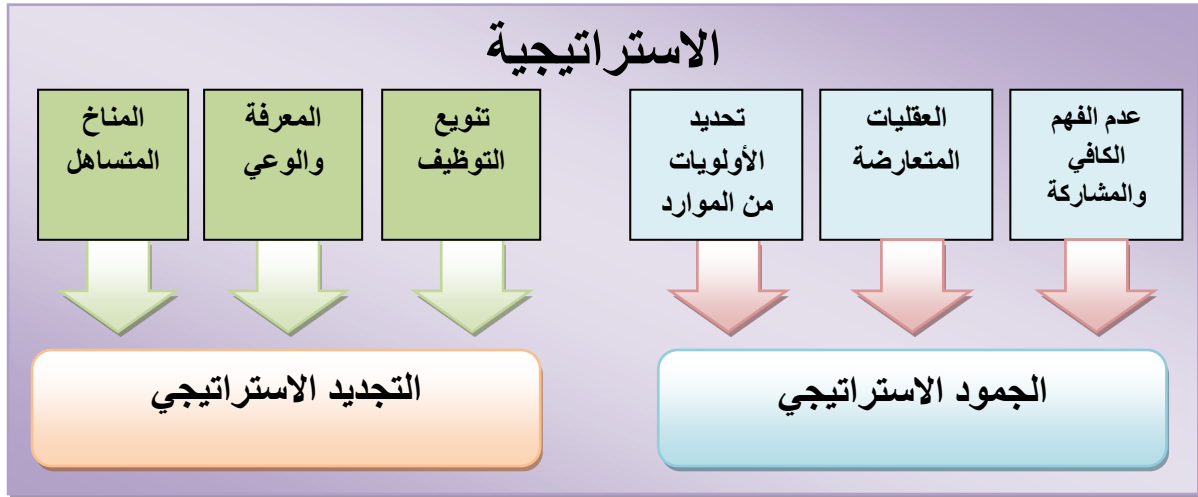 الاستراتيجية
عدم الفهم
الكافي
والمشاركة
العقليات
المتعارضة
تحديد
الأولويات
من الموارد
تنويع
التوظيف
المعرفة
والوعي
المناخ
المتساهل
الجمود الاستراتيجي
التجديد الاستراتيجي